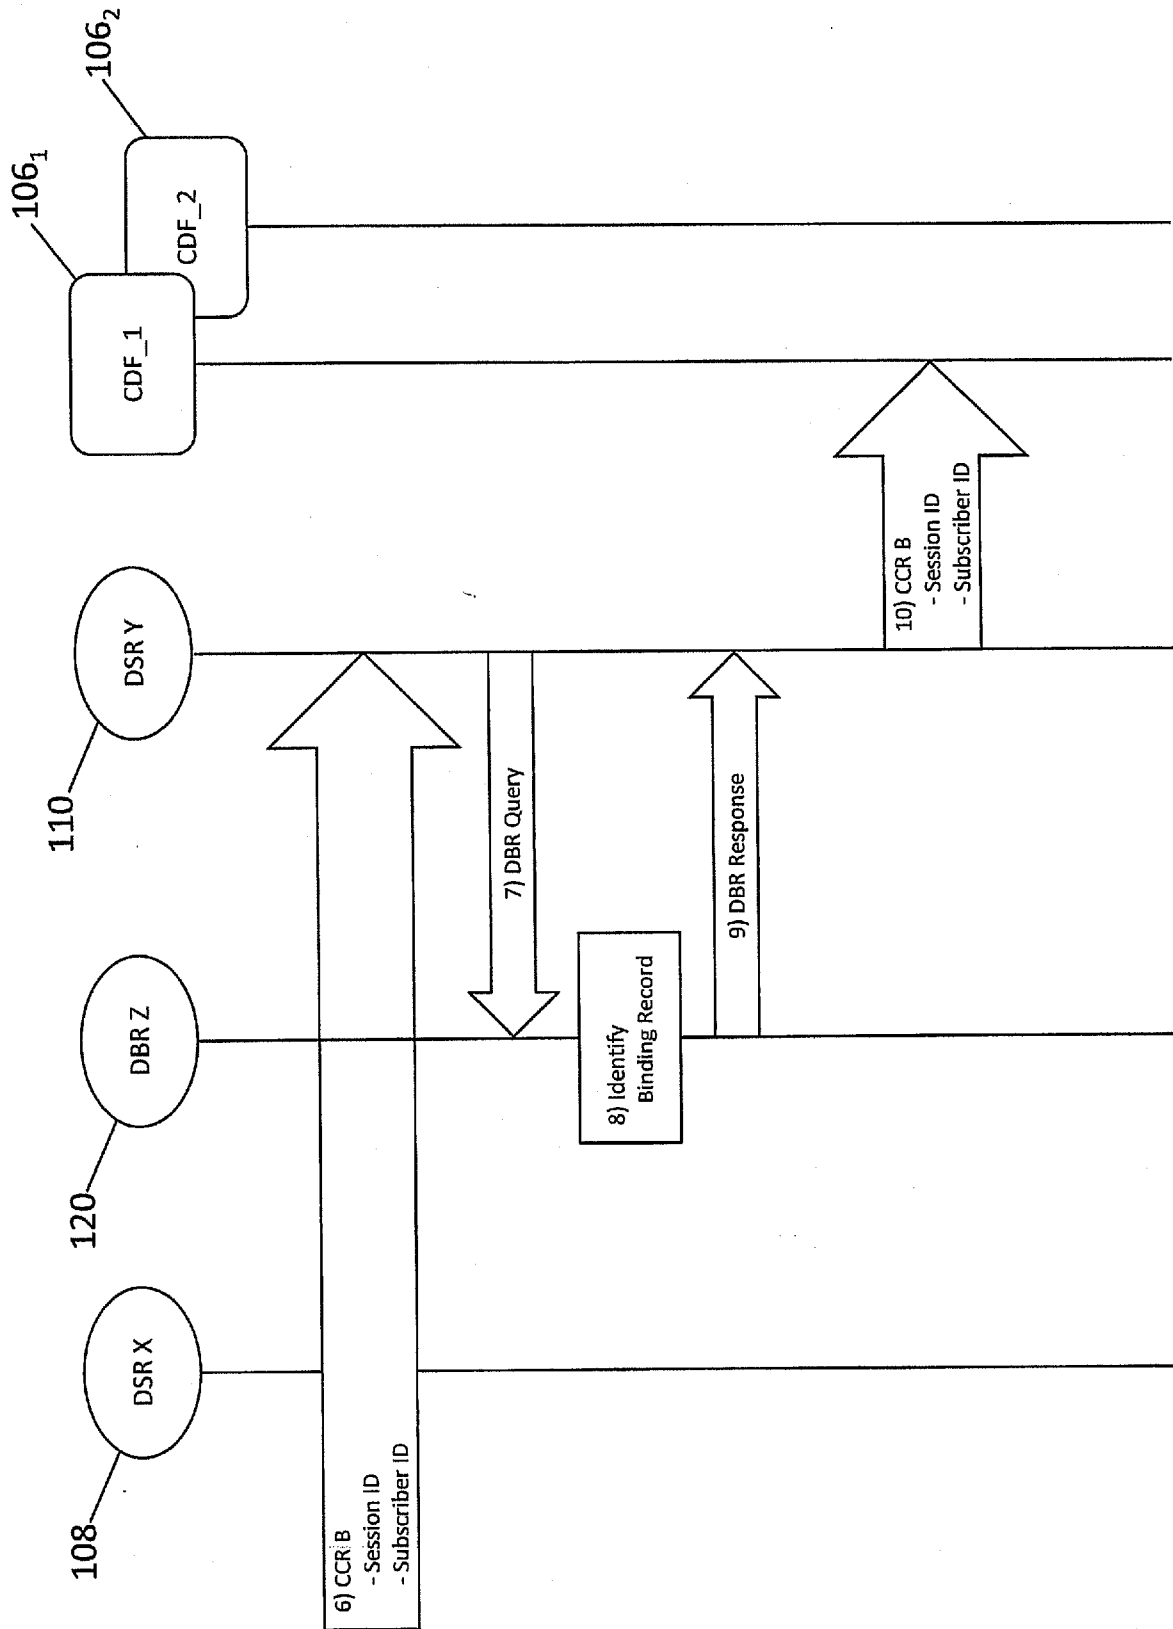 108
DSR X
120
DBR Z
110
DSR Y
106₁
CDF_1
106₂
CDF_2
6) CCR B
- Session ID
- Subscriber ID
7) DBR Query
8) Identify
Binding Record
9) DBR Response
10) CCR B
- Session ID
- Subscriber ID